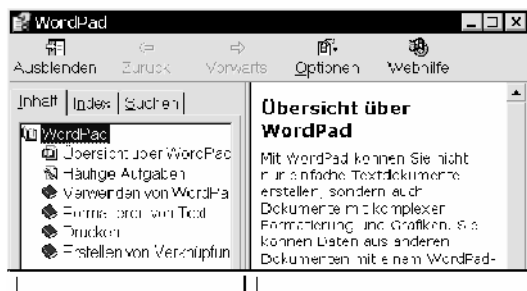 WordPad
Ausblenden Zurück Vorwärts Optionen Webhilfe
Inhalt Index Suchen
WordPad
Übersicht über WordPad
Häufige Aufgaben
Verwenden von WordPa
Formatieren von Text
Drucken
Erstellen von Verknüpfun
Übersicht über
WordPad
Mit WordPad können Sie nicht
nur einfache Textdokumente
erstellen, sondern auch
Dokumente mit komplexer
Formatierung und Grafiken. Sie
können Daten aus anderen
Dokumenten mit einem WordPad-